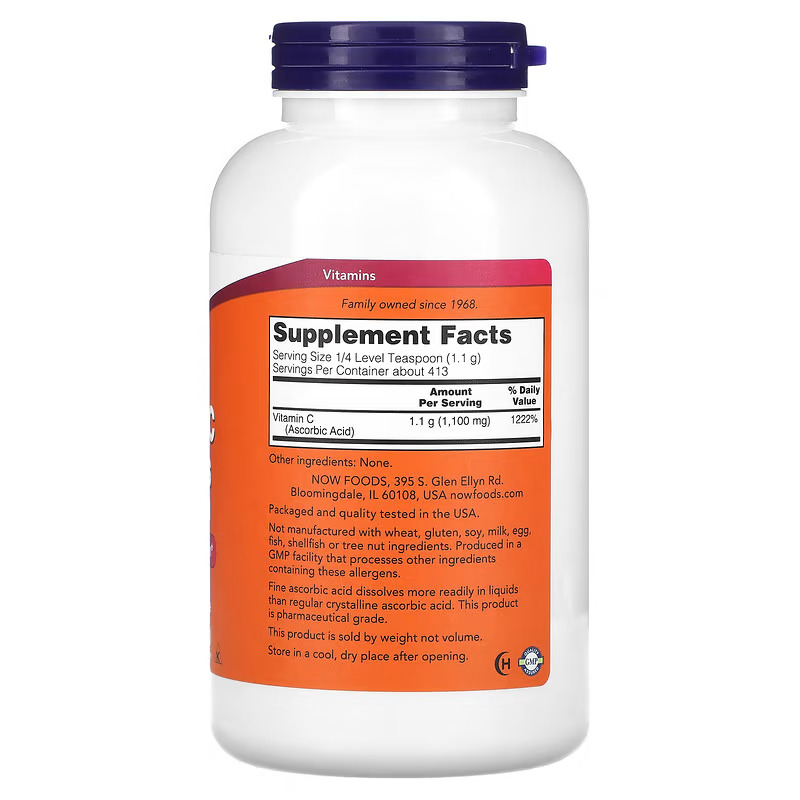 Vitamins
Family owned since 1968.
Supplement Facts
Serving Size 1/4 Level Teaspoon (1.1 g)
Servings Per Container about 413
Amount Per Serving
% Daily Value
Vitamin C (Ascorbic Acid) 1.1 g (1,100 mg) 1222%
Other ingredients: None.
NOW FOODS, 395 S. Glen Ellyn Rd.
Bloomingdale, IL 60108, USA nowfoods.com
Packaged and quality tested in the USA.
Not manufactured with wheat, gluten, soy, milk, egg,
fish, shellfish or tree nut ingredients. Produced in a
GMP facility that processes other ingredients
containing these allergens.
Fine ascorbic acid dissolves more readily in liquids
than regular crystalline ascorbic acid. This product
is pharmaceutical grade.
This product is sold by weight not volume.
Store in a cool, dry place after opening.
H
GMP
C